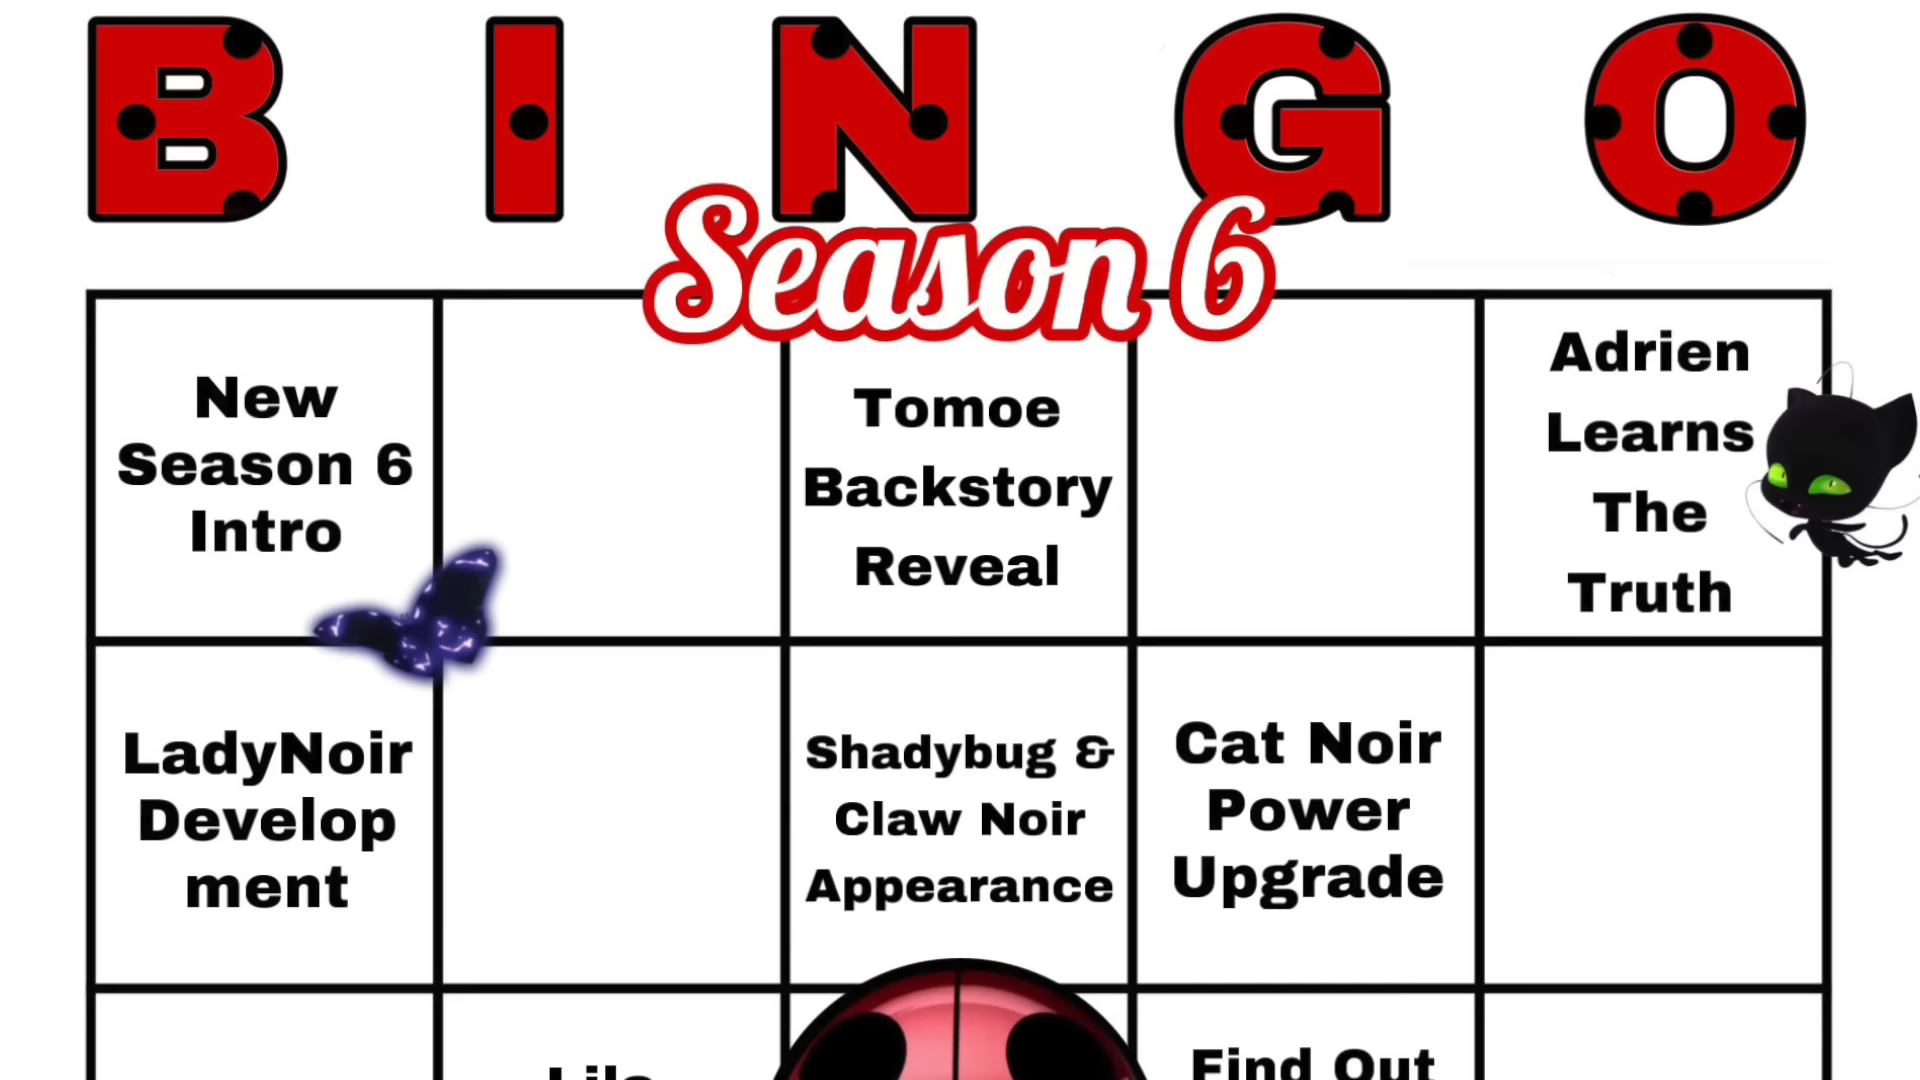 B I N G O
Season 6
New
Season 6
Intro
Tomoe
Backstory
Reveal
Adrien
Learns
The
Truth
LadyNoir
Develop
ment
Shadybug &
Claw Noir
Appearance
Cat Noir
Power
Upgrade
Find Out